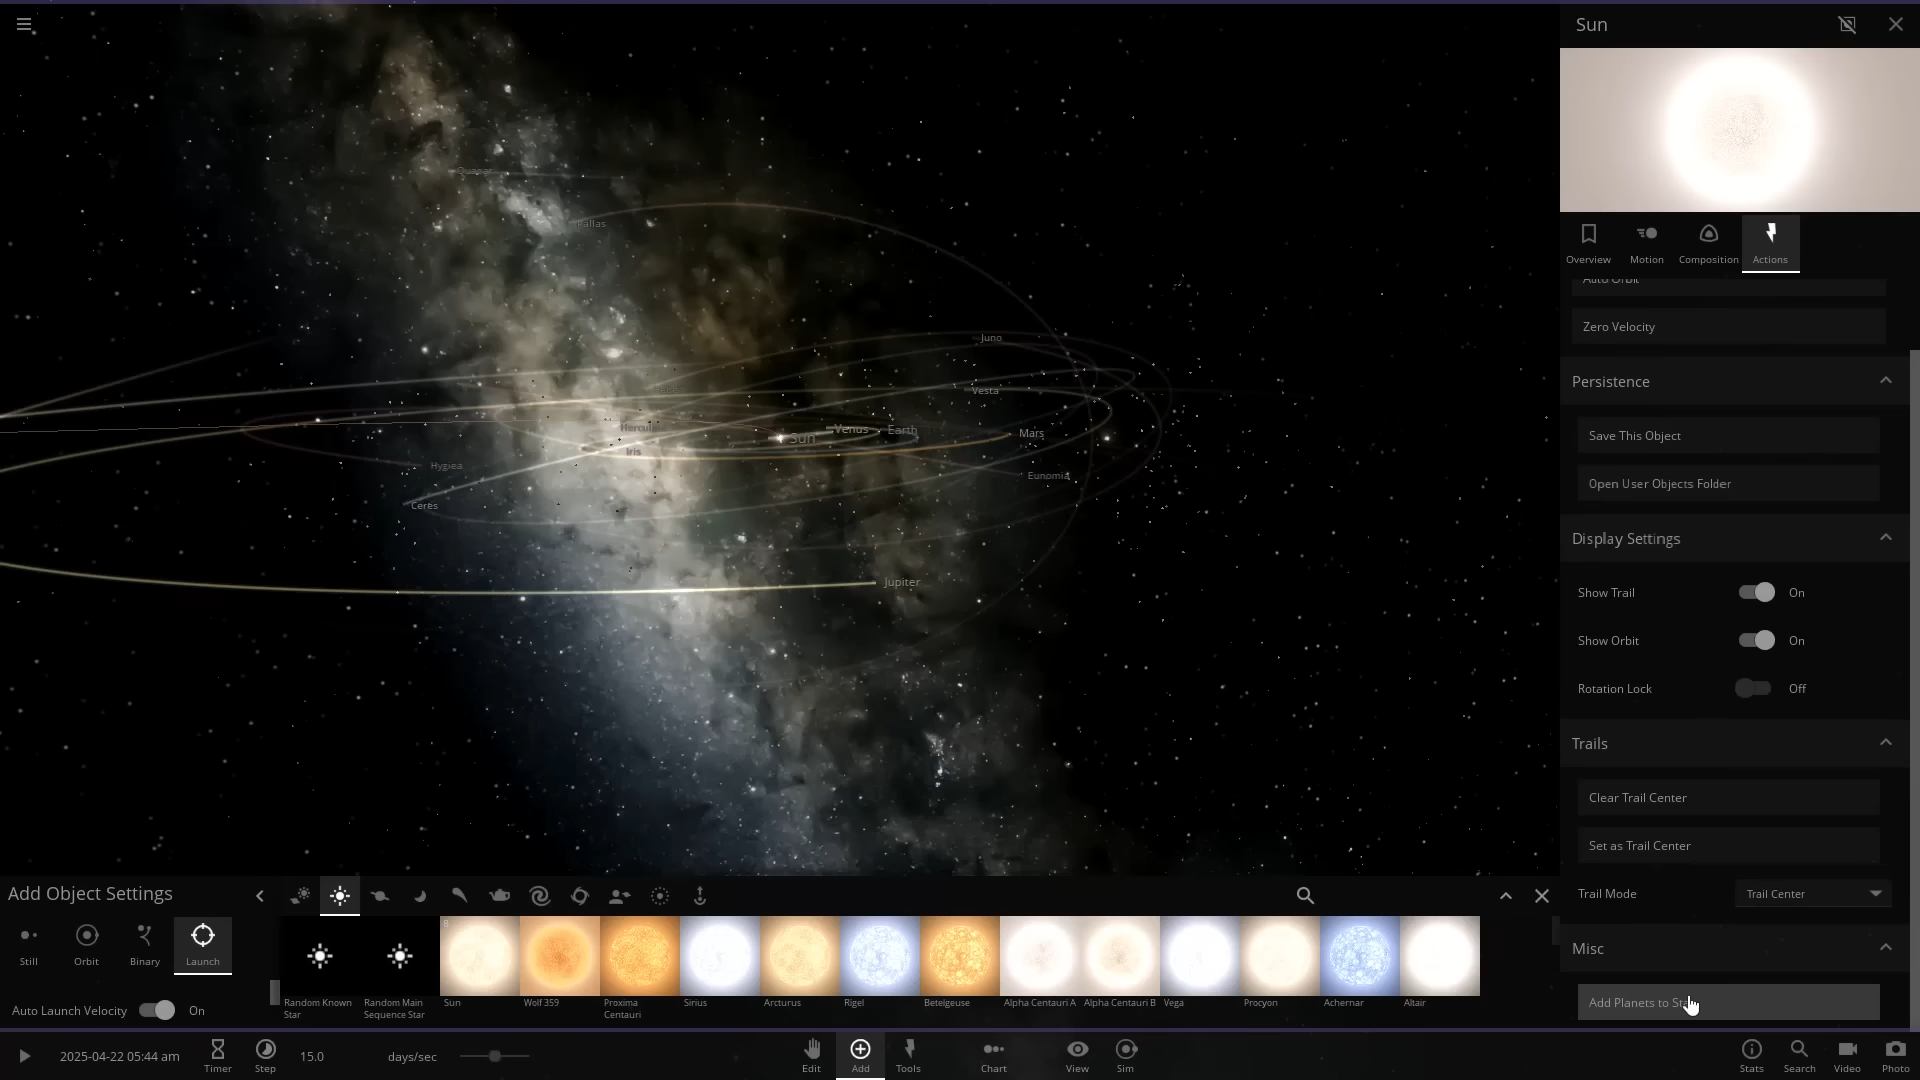 Sun
Quaoar
Pallas
Juno
Vesta
Sun
Venus
Earth
Mars
Iris
Hygiea
Ceres
Eunomia
Jupiter
Overview
Motion
Composition
Actions
Auto Orbit
Zero Velocity
Persistence
Save This Object
Open User Objects Folder
Display Settings
Show Trail
On
Show Orbit
On
Rotation Lock
Off
Trails
Clear Trail Center
Set as Trail Center
Trail Mode
Trail Center
Misc
Add Planets to
Add Object Settings
Still
Orbit
Binary
Launch
Auto Launch Velocity
On
Random Known
Star
Random Main
Sequence Star
Sun
Wolf 359
Proxima
Centauri
Sirius
Arcturus
Rigel
Betelgeuse
Alpha Centauri A
Alpha Centauri B
Vega
Procyon
Achernar
Altair
2025-04-22 05:44 am
Timer
Step
15.0
days/sec
Edit
Add
Tools
Chart
View
Sim
Stats
Search
Video
Photo